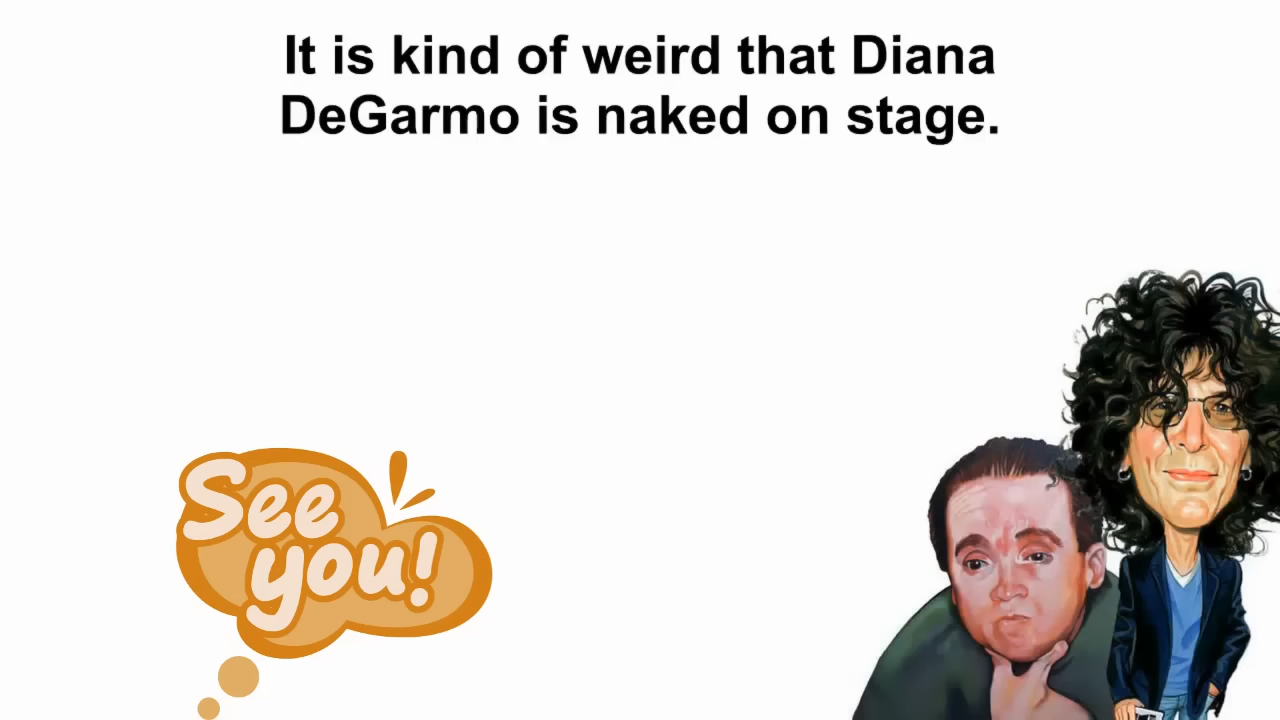 It is kind of weird that Diana
DeGarmo is naked on stage.
See
you!